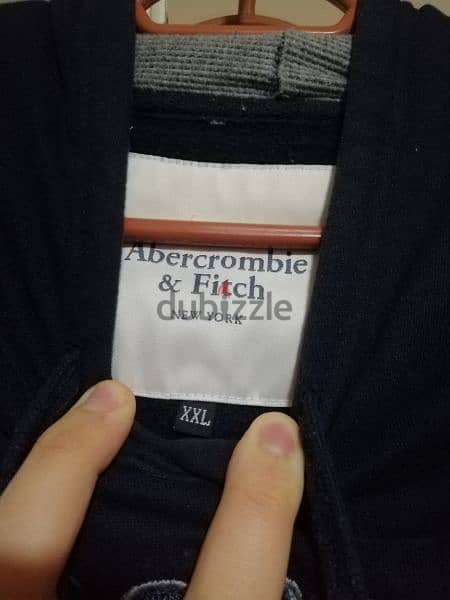 Abercrombie
& Fitch
dubizzle
NEW YORK
XXL